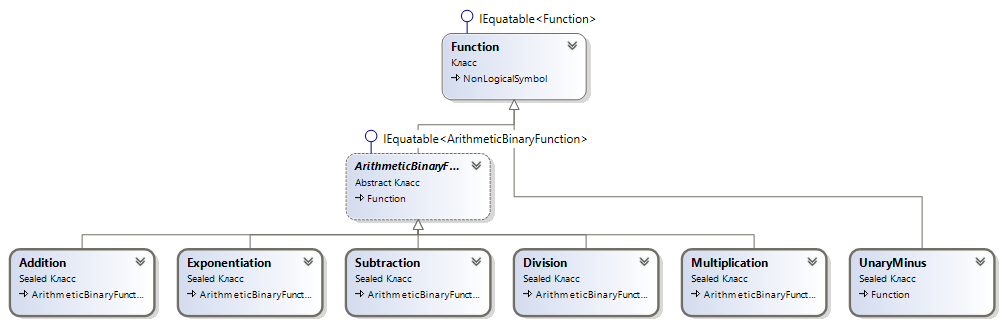 IEquatable<Function>
Function
Класс
NonLogicalSymbol
IEquatable<ArithmeticBinaryFunction>
ArithmeticBinaryF...
Abstract Класс
Function
Addition
Sealed Класс
ArithmeticBinaryFunct...
Exponentiation
Sealed Класс
ArithmeticBinaryFunct...
Subtraction
Sealed Класс
ArithmeticBinaryFunct...
Division
Sealed Класс
ArithmeticBinaryFunct...
Multiplication
Sealed Класс
ArithmeticBinaryFunct...
UnaryMinus
Sealed Класс
Function